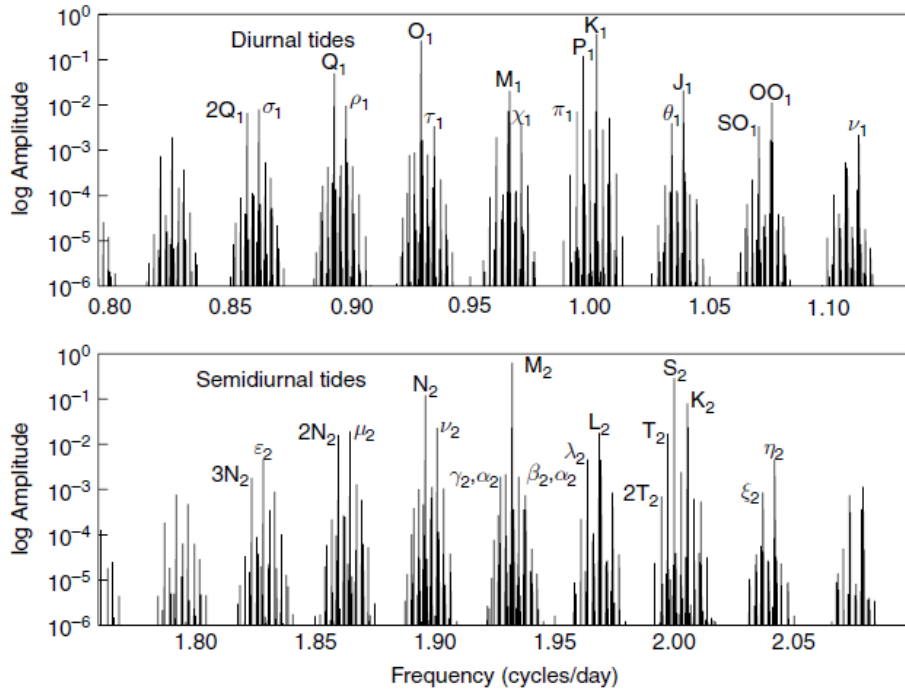 10⁰
10⁻¹
10⁻²
10⁻³
10⁻⁴
10⁻⁵
10⁻⁶
log Amplitude
Diurnal tides
2Q₁
σ₁
Q₁
ρ₁
O₁
τ₁
M₁
χ₁
π₁
P₁
K₁
θ₁
J₁
SO₁
OO₁
ν₁
0.80 0.85 0.90 0.95 1.00 1.05 1.10
10⁰
10⁻¹
10⁻²
10⁻³
10⁻⁴
10⁻⁵
10⁻⁶
log Amplitude
Semidiurnal tides
3N₂
ε₂
2N₂
μ₂
N₂
ν₂
γ₂,α₂
M₂
β₂,α₂
λ₂
L₂
2T₂
T₂
S₂
K₂
ξ₂
η₂
1.80 1.85 1.90 1.95 2.00 2.05
Frequency (cycles/day)